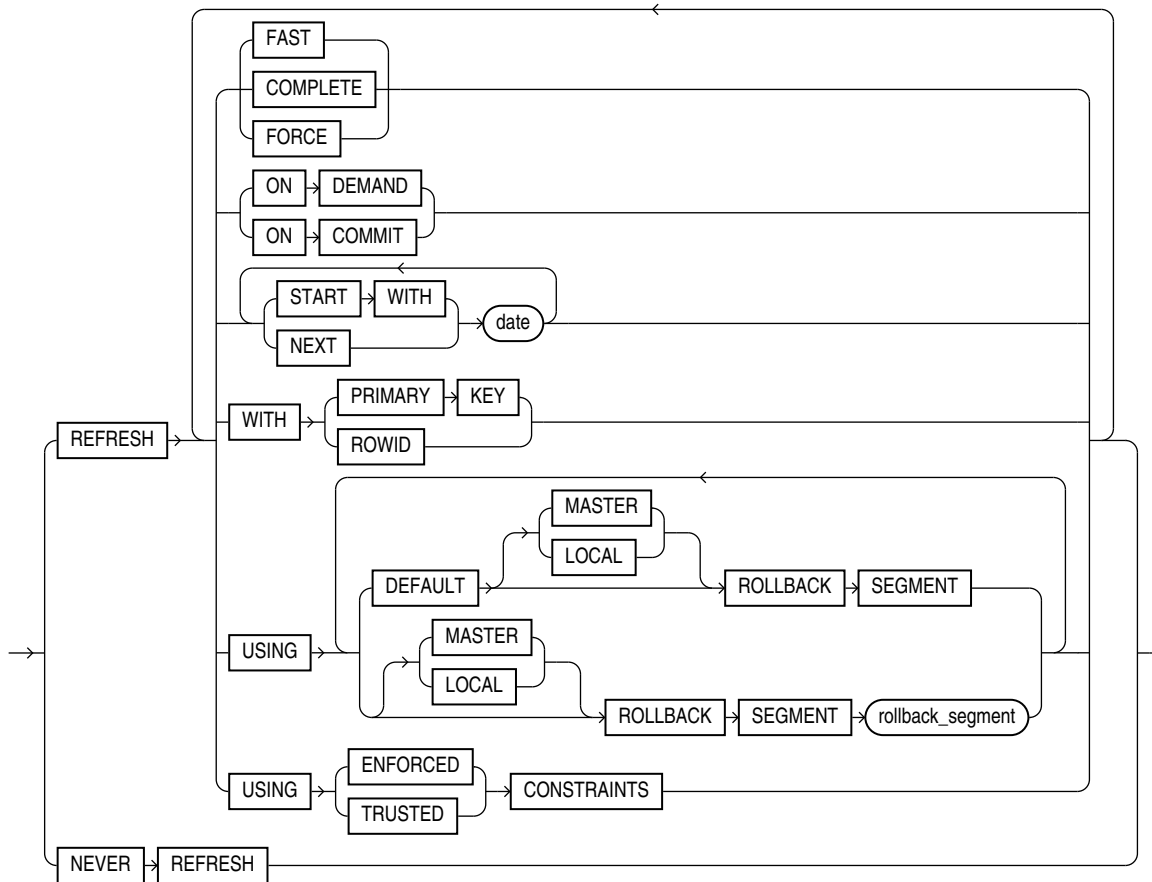 FAST
COMPLETE
FORCE
ON DEMAND
ON COMMIT
START WITH
date
NEXT
PRIMARY KEY
WITH
REFRESH
ROWID
MASTER
LOCAL
DEFAULT ROLLBACK SEGMENT
MASTER
USING
LOCAL
ROLLBACK SEGMENT rollback_segment
ENFORCED
USING CONSTRAINTS
TRUSTED
NEVER REFRESH